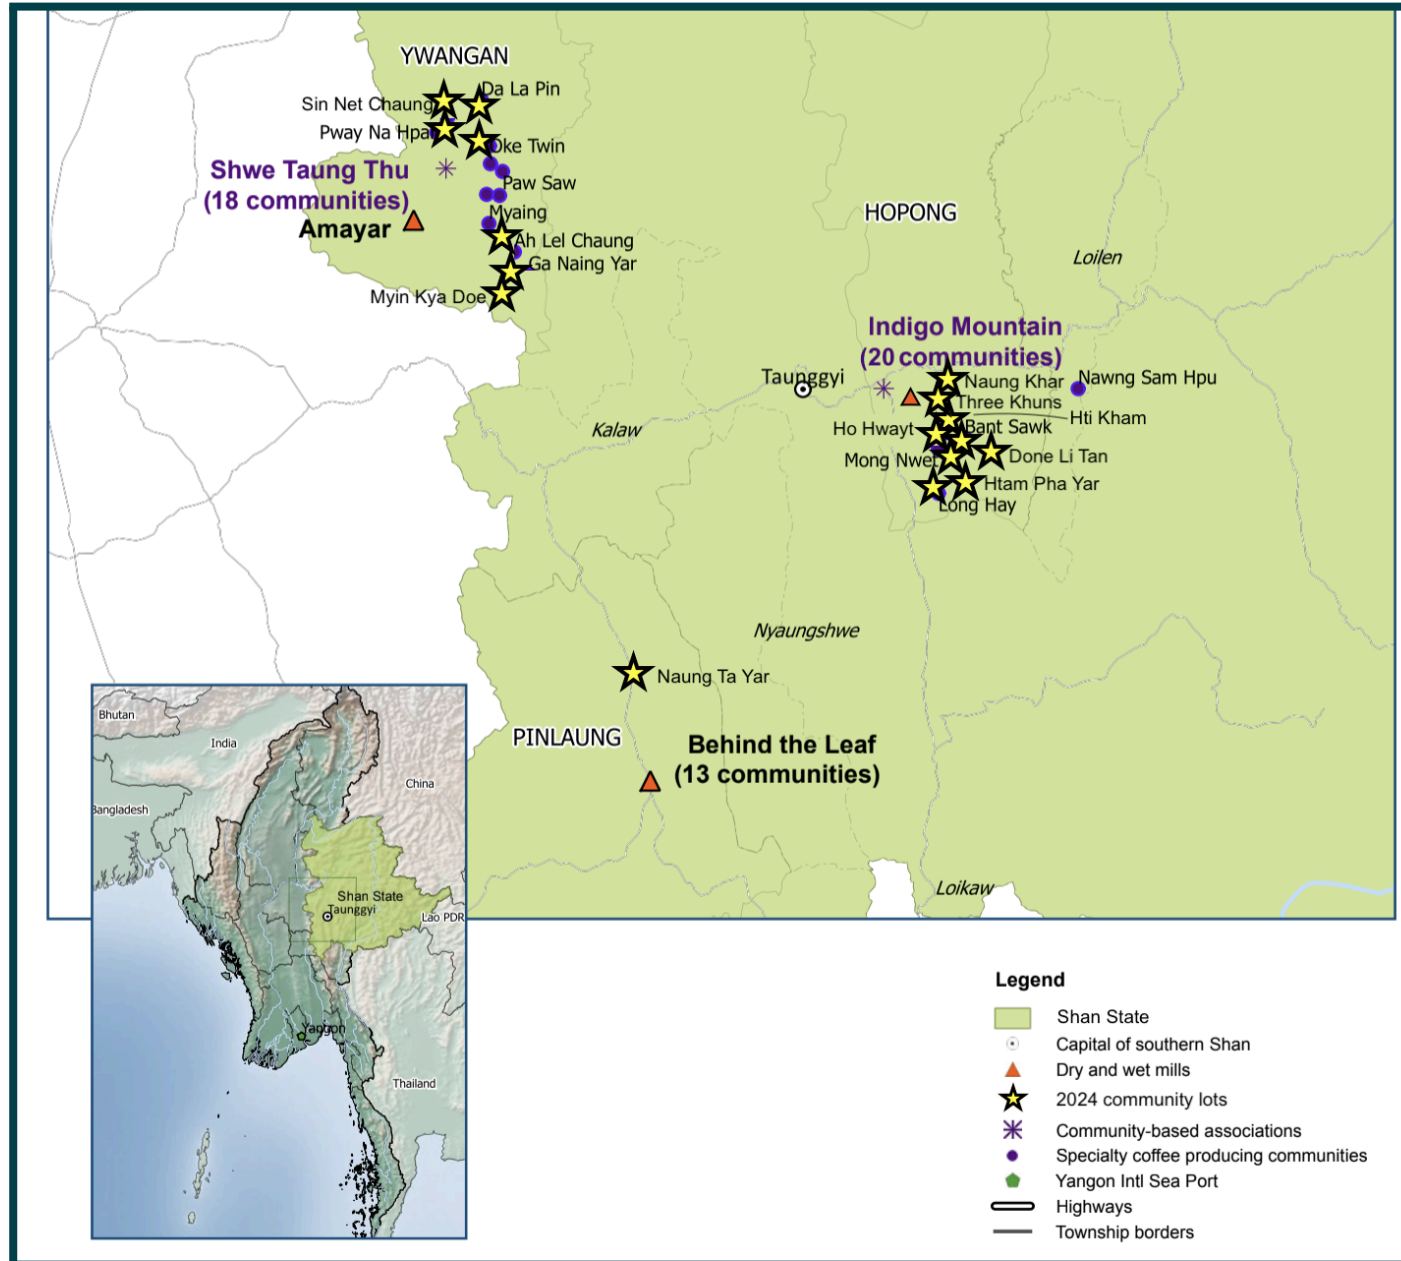 YWANGAN
Da La Pin
Sin Net Chaung
Pway Na Hpa
Oke Twin
Shwe Taung Thu
(18 communities)
Paw Saw
Amayar
Myaing
Ah Lel Chaung
Ga Naing Yar
Myin Kya Doe
HOPONG
Loilen
Indigo Mountain
(20 communities)
Taunggyi
Naung Khar
Nawng Sam Hpu
Three Khuns
Hti Kham
Kalaw
Ho Hwayt
Bant Sawk
Mong Nwet
Done Li Tan
Htam Pha Yar
Long Hay
Nyaungshwe
Naung Ta Yar
PINLAUNG
Behind the Leaf
(13 communities)
Loikaw
Bhutan
India
China
Bangladesh
Shan State
Taunggyi
Lao PDR
Yangon
Thailand
Legend
Shan State
Capital of southern Shan
Dry and wet mills
2024 community lots
Community-based associations
Specialty coffee producing communities
Yangon Intl Sea Port
Highways
Township borders